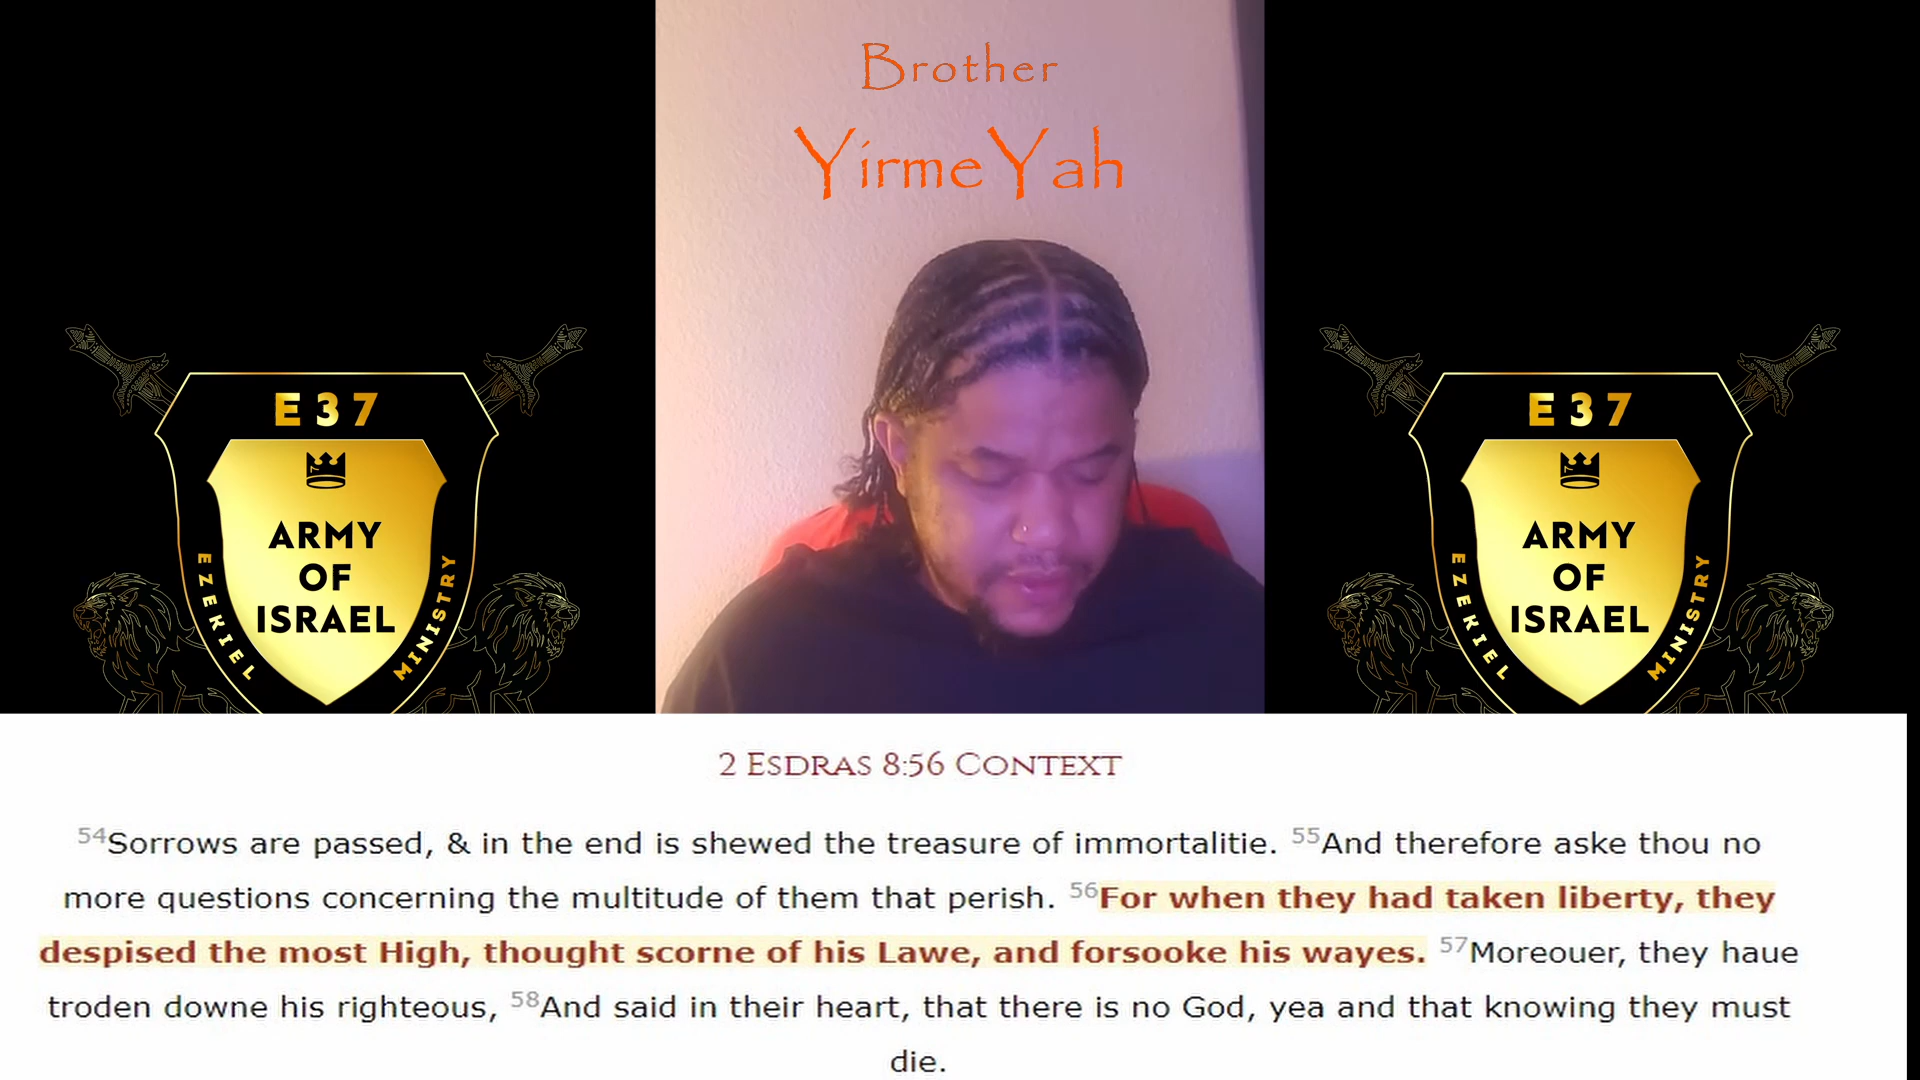 Brother
YirmeYah
E37
ARMY
OF
ISRAEL
EZEKIEL MINISTRY
E37
ARMY
OF
ISRAEL
EZEKIEL MINISTRY
2 Esdras 8:56 Context
54Sorrows are passed, & in the end is shewed the treasure of immortalitie. 55And therefore aske thou no
more questions concerning the multitude of them that perish. 56For when they had taken liberty, they
despised the most High, thought scorne of his Lawe, and forsooke his wayes. 57Moreouer, they haue
troden downe his righteous, 58And said in their heart, that there is no God, yea and that knowing they must
die.